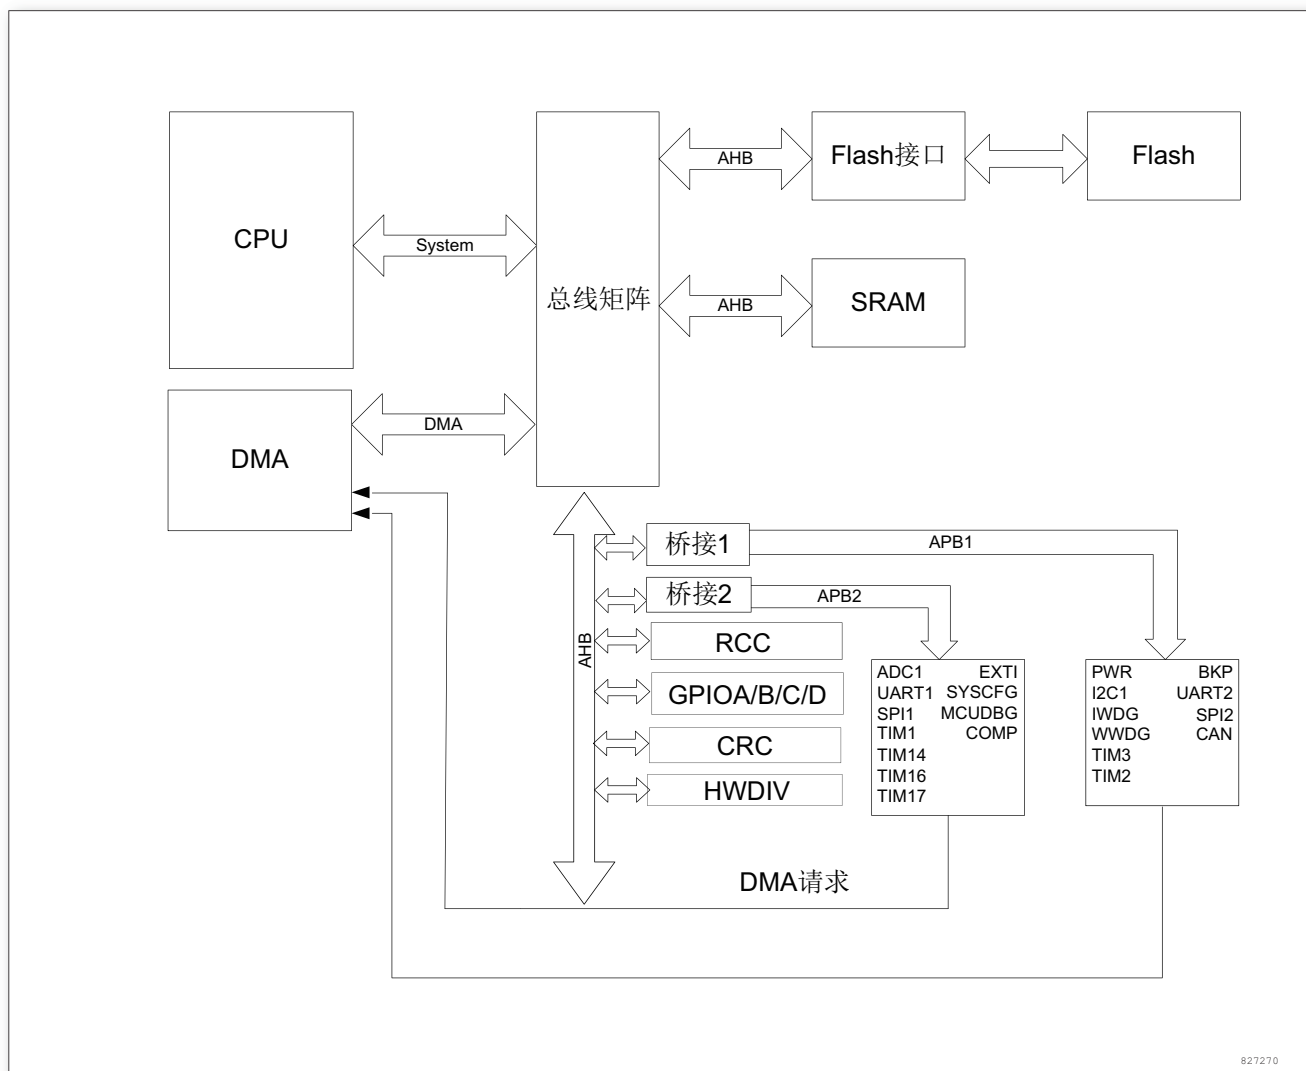 CPU
System
总线矩阵
AHB
Flash接口
Flash
AHB
SRAM
DMA
DMA
AHB
桥接1
APB1
桥接2
APB2
RCC
GPIOA/B/C/D
CRC
HWDIV
ADC1 EXTI
UART1 SYSCFG
SPI1 MCUDBG
TIM1 COMP
TIM14
TIM16
TIM17
PWR BKP
I2C1 UART2
IWDG SPI2
WWDG CAN
TIM3
TIM2
DMA请求
827270